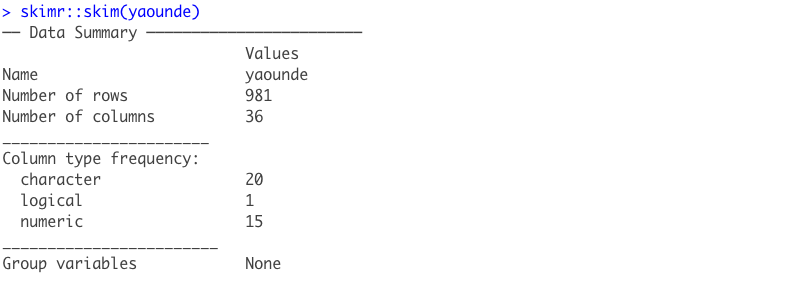 > skimr::skim(yaounde)
── Data Summary ────────────────────────
                           Values
Name                       yaounde
Number of rows             981
Number of columns          36
_______________________
Column type frequency:
  character                20
  logical                  1
  numeric                  15
________________________
Group variables            None